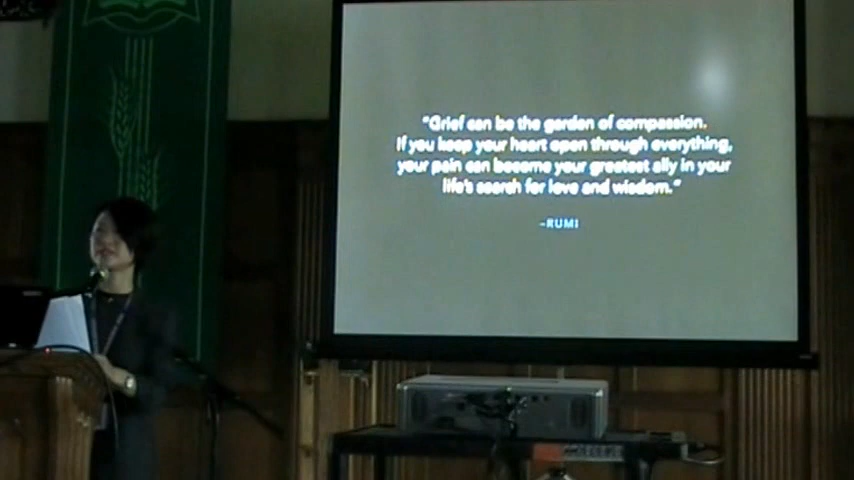 "Grief can be the garden of compassion.
If you keep your heart open through everything,
your pain can become your greatest ally in your
life's search for love and wisdom."
–RUMI